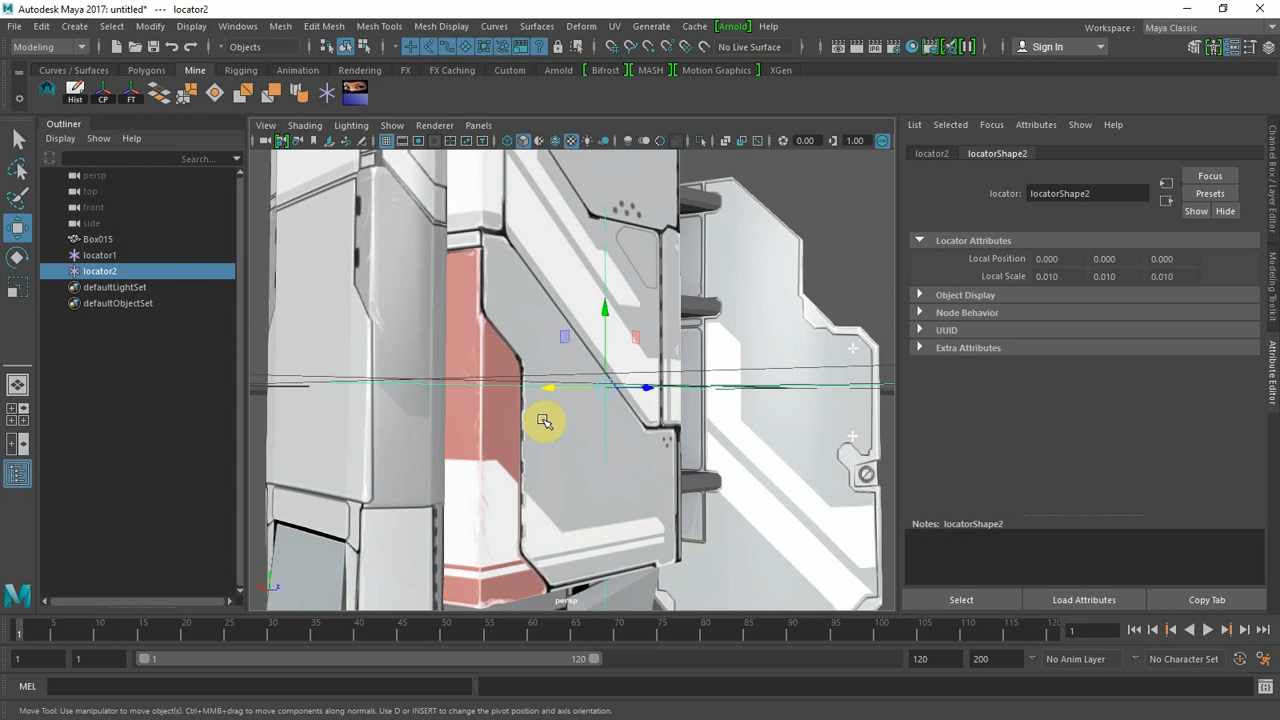 Autodesk Maya 2017: untitled* --- locator2
File Edit Create Select Modify Display Windows Mesh Edit Mesh Mesh Tools Mesh Display Curves Surfaces Deform UV Generate Cache [Arnold] Help
Workspace : Maya Classic
Modeling Objects No Live Surface Sign In
Curves / Surfaces Polygons Mine Rigging Animation Rendering FX FX Caching Custom Arnold Bifrost MASH Motion Graphics XGen
Hist CP FT
Outliner
Display Show Help
Search...
persp
top
front
side
Box015
locator1
locator2
defaultLightSet
defaultObjectSet
View Shading Lighting Show Renderer Panels
0.00 1.00
persp
List Selected Focus Attributes Show Help
locator2 locatorShape2
Focus
locator: locatorShape2 Presets
Show Hide
Locator Attributes
Local Position 0.000 0.000 0.000
Local Scale 0.010 0.010 0.010
Object Display
Node Behavior
UUID
Extra Attributes
Notes: locatorShape2
Select Load Attributes Copy Tab
Channel Box / Layer Editor
Modeling Toolkit
Attribute Editor
1 5 10 15 20 25 30 35 40 45 50 55 60 65 70 75 80 85 90 95 100 105 110 115 120 1
1 1 1 120 120 200 No Anim Layer No Character Set
MEL
Move Tool: Use manipulator to move object(s). Ctrl+MMB+drag to move components along normals. Use D or INSERT to change the pivot position and axis orientation.